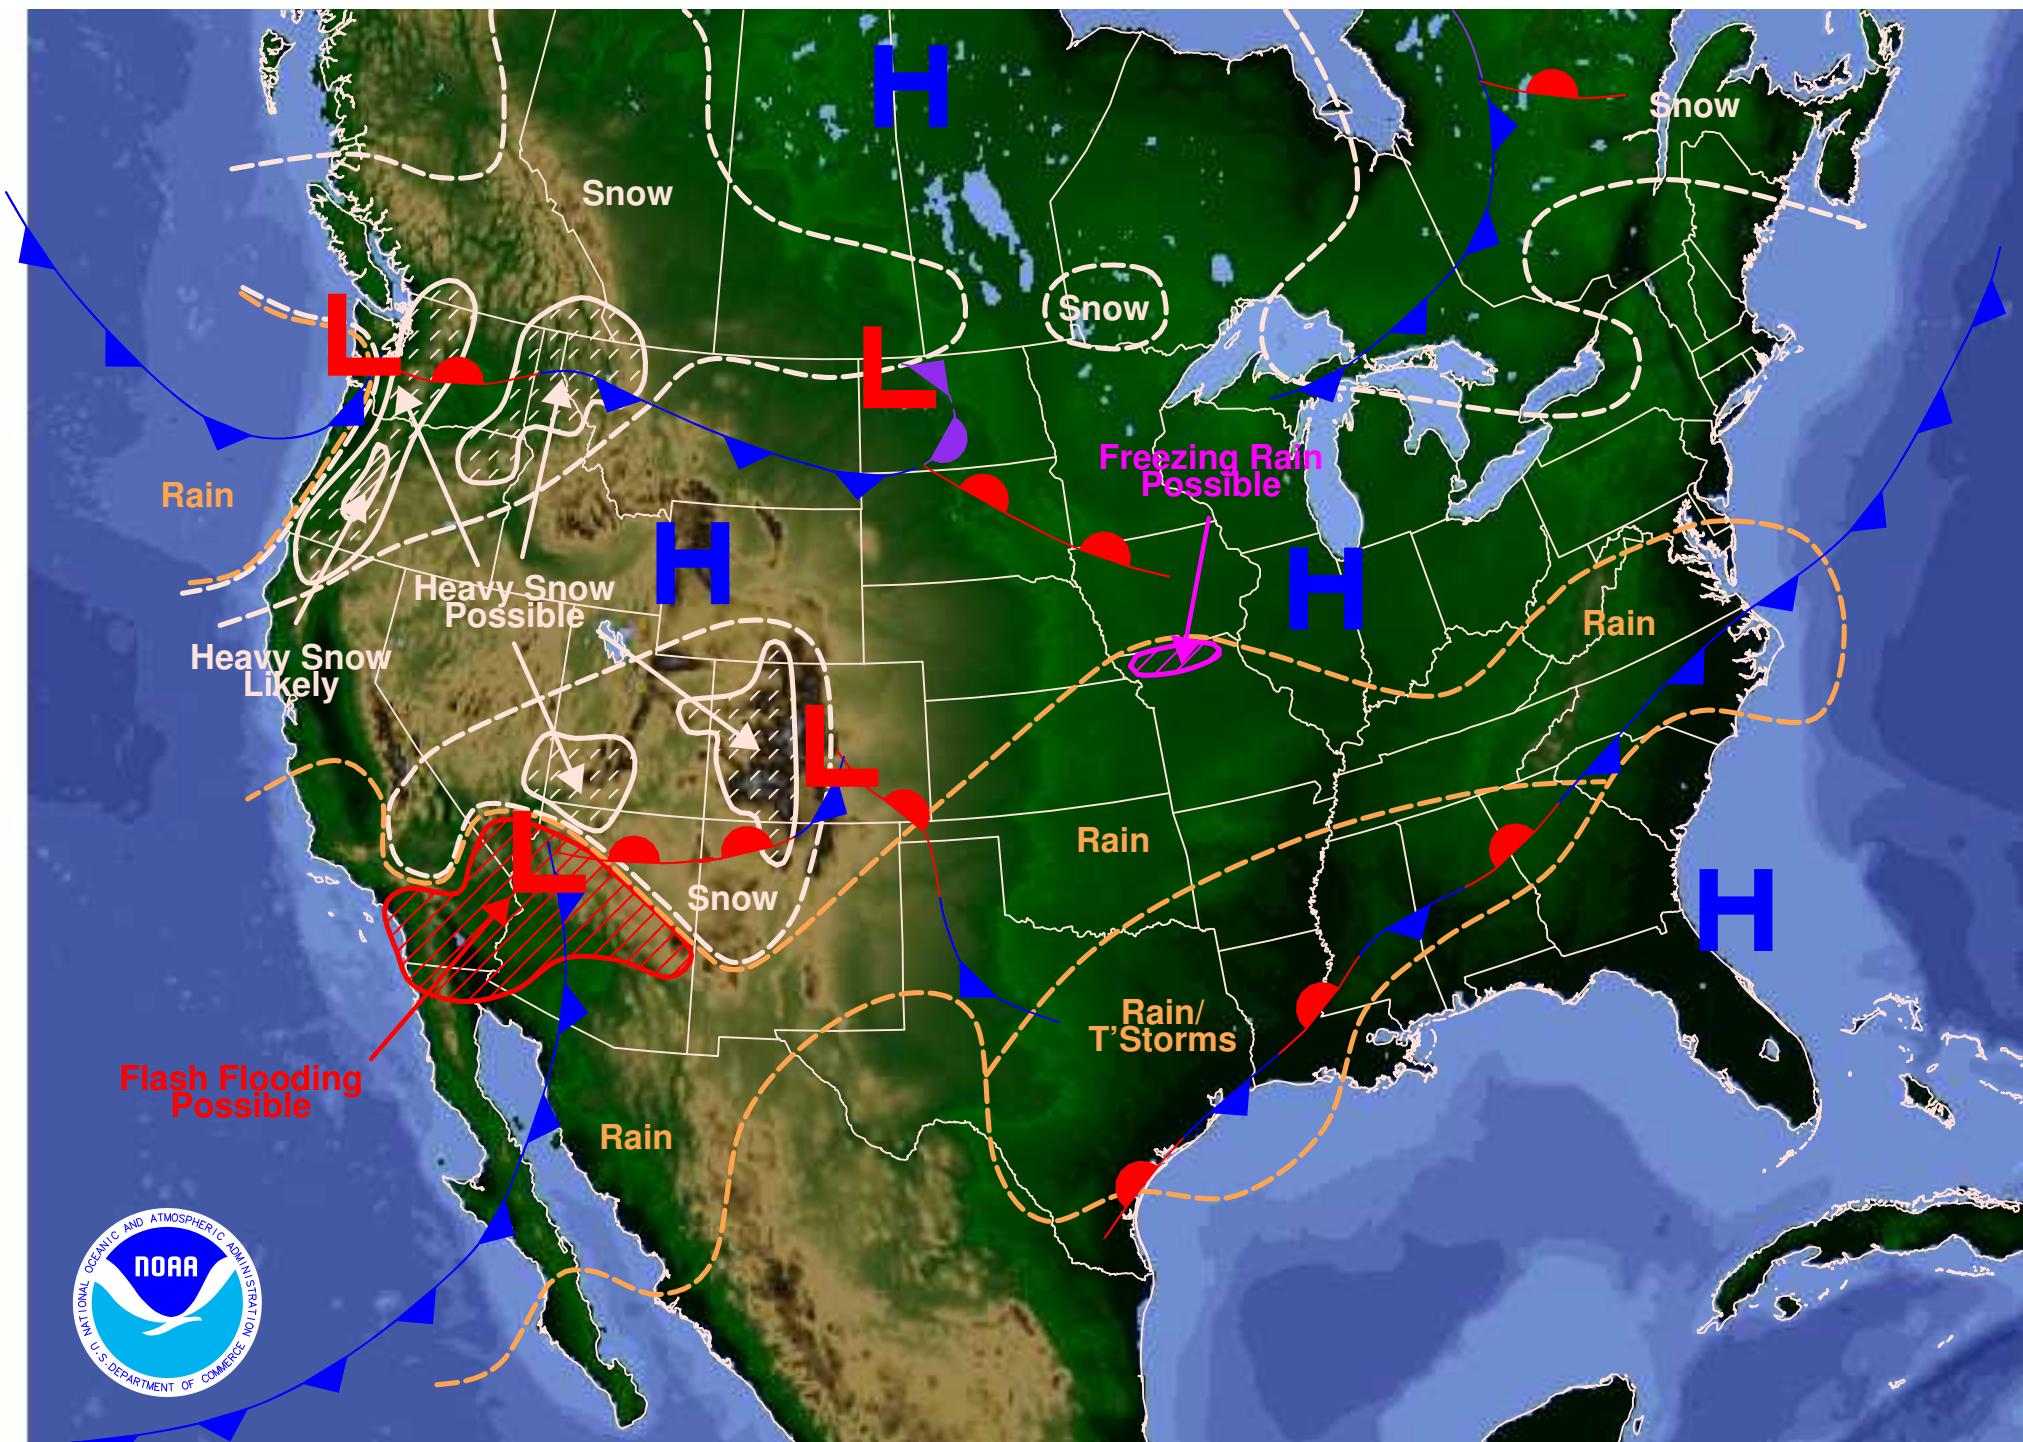 H
Snow
Snow
Snow
L
L
Freezing Rain
Possible
Rain
H
H
Heavy Snow
Possible
Rain
Heavy Snow
Likely
L
Rain
L
Snow
H
Rain/
T'Storms
Flash Flooding
Possible
Rain
NATIONAL OCEANIC AND ATMOSPHERIC ADMINISTRATION
NOAA
U.S. DEPARTMENT OF COMMERCE